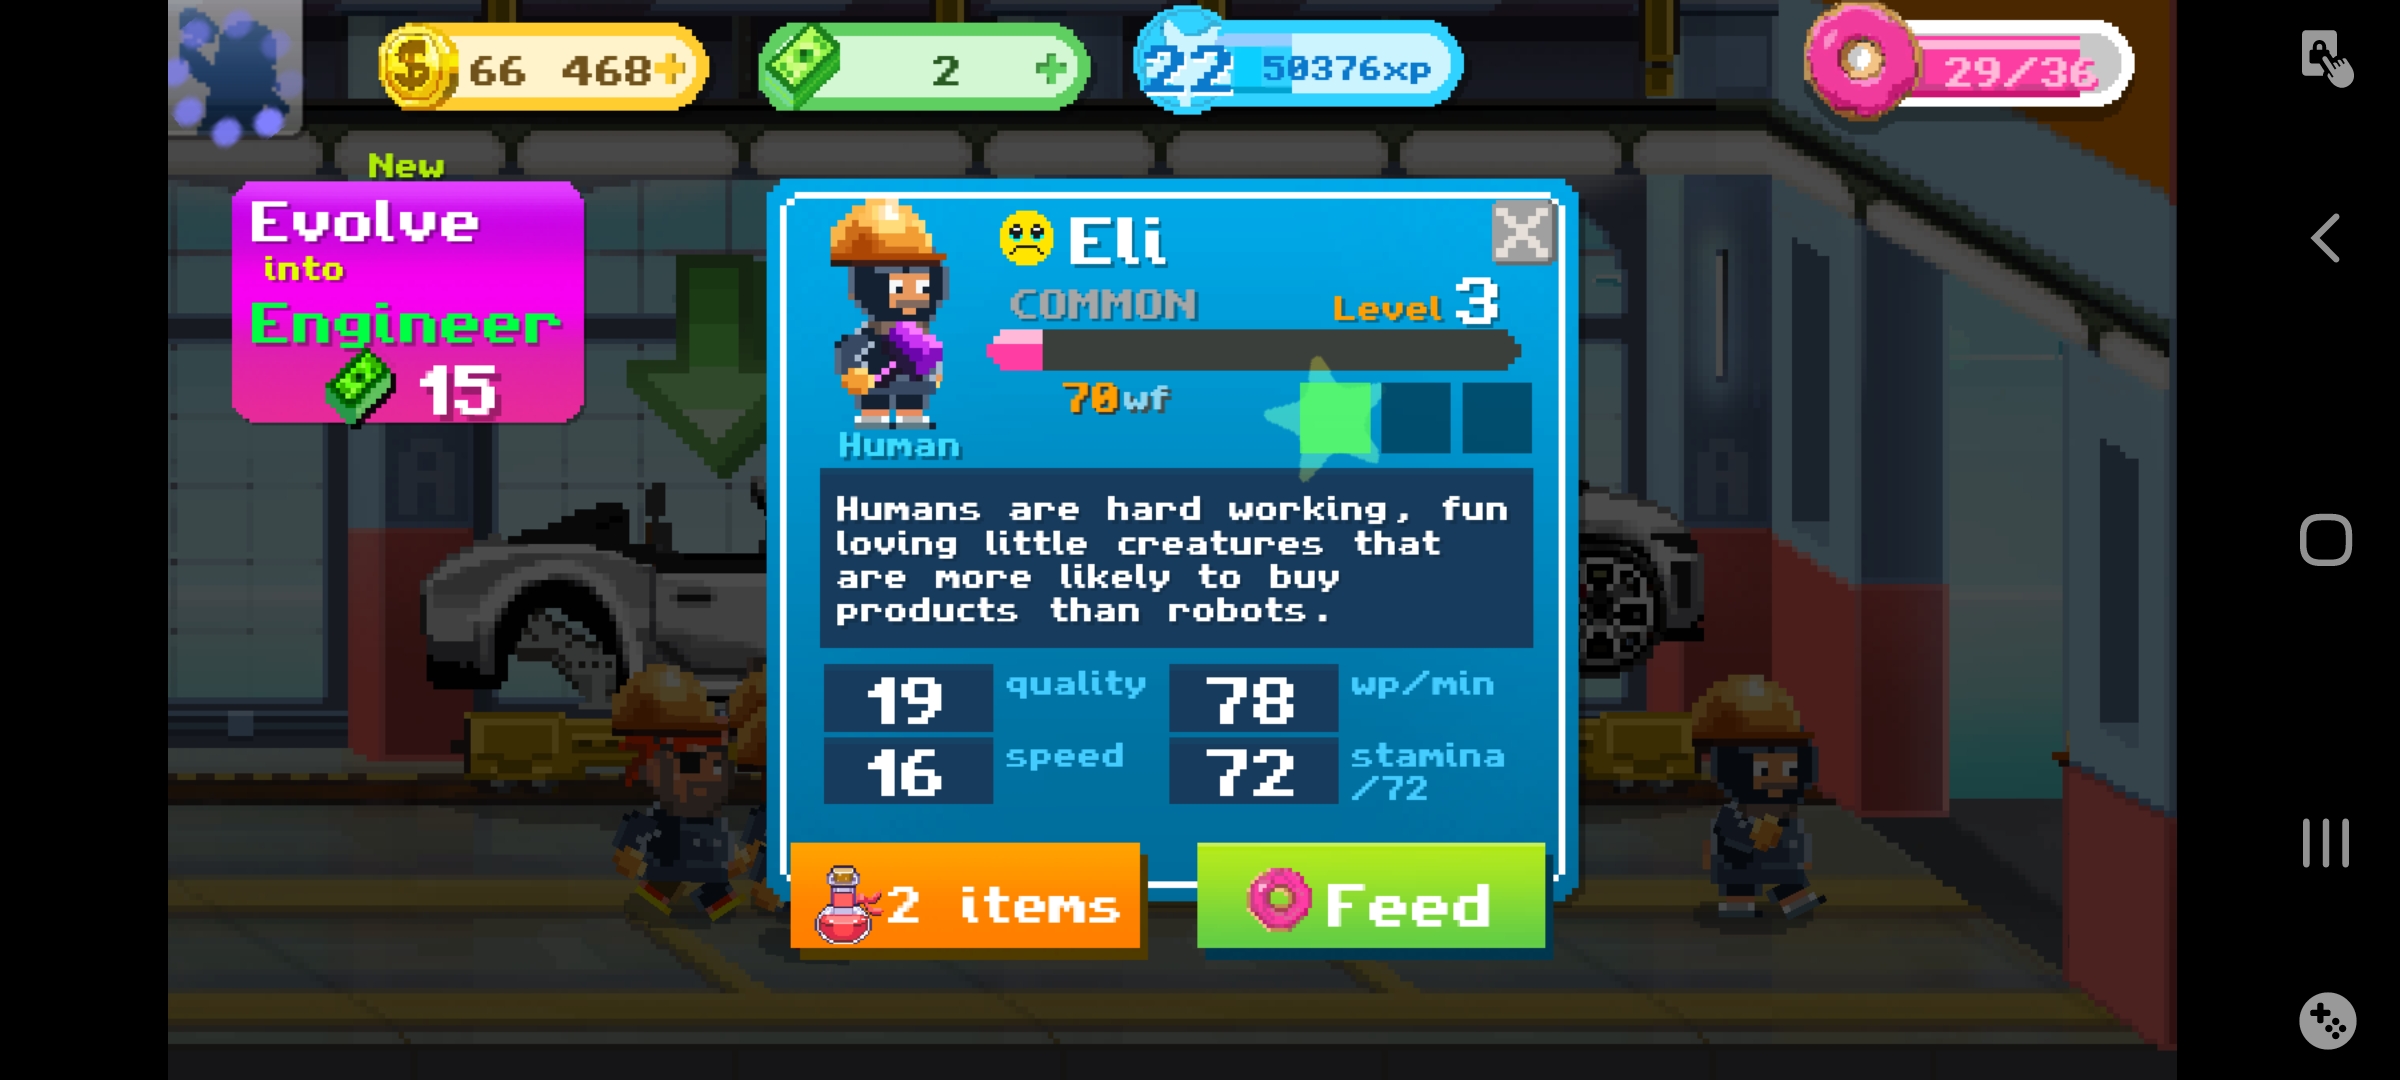 66 468+
2 +
22 50376xp
29/36
New
Evolve
into
Engineer
15
Eli
COMMON
Level 3
70wf
Human
Humans are hard working, fun
loving little creatures that
are more likely to buy
products than robots.
19 quality 78 wp/min
16 speed 72 stamina
/72
2 items
Feed